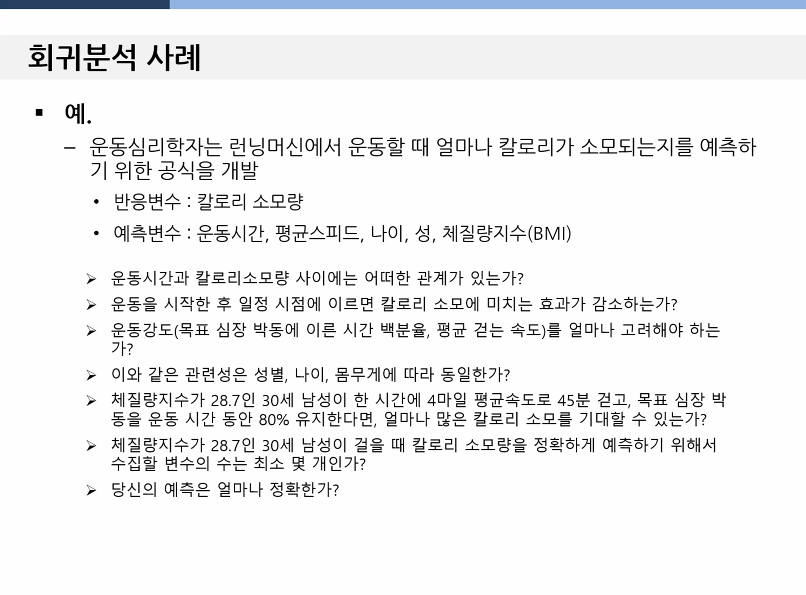 회귀분석 사례
▪ 예.
– 운동심리학자는 런닝머신에서 운동할 때 얼마나 칼로리가 소모되는지를 예측하
기 위한 공식을 개발
• 반응변수 : 칼로리 소모량
• 예측변수 : 운동시간, 평균스피드, 나이, 성, 체질량지수(BMI)
➢ 운동시간과 칼로리소모량 사이에는 어떠한 관계가 있는가?
➢ 운동을 시작한 후 일정 시점에 이르면 칼로리 소모에 미치는 효과가 감소하는가?
➢ 운동강도(목표 심장 박동에 이른 시간 백분율, 평균 걷는 속도)를 얼마나 고려해야 하는
가?
➢ 이와 같은 관련성은 성별, 나이, 몸무게에 따라 동일한가?
➢ 체질량지수가 28.7인 30세 남성이 한 시간에 4마일 평균속도로 45분 걷고, 목표 심장 박
동을 운동 시간 동안 80% 유지한다면, 얼마나 많은 칼로리 소모를 기대할 수 있는가?
➢ 체질량지수가 28.7인 30세 남성이 걸을 때 칼로리 소모량을 정확하게 예측하기 위해서
수집할 변수의 수는 최소 몇 개인가?
➢ 당신의 예측은 얼마나 정확한가?